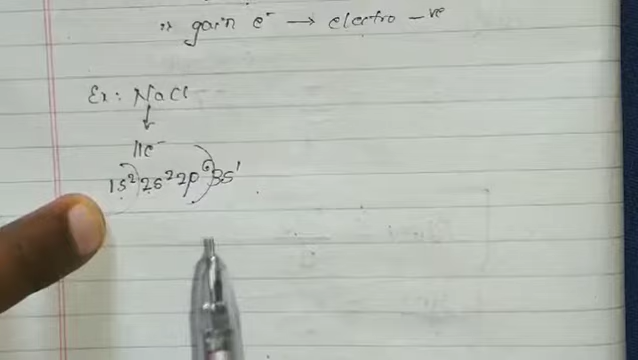 » gain e⁻ → electro -ve
Ex: NaCl
↓
11e⁻
1s² 2s² 2p⁶ 3s¹